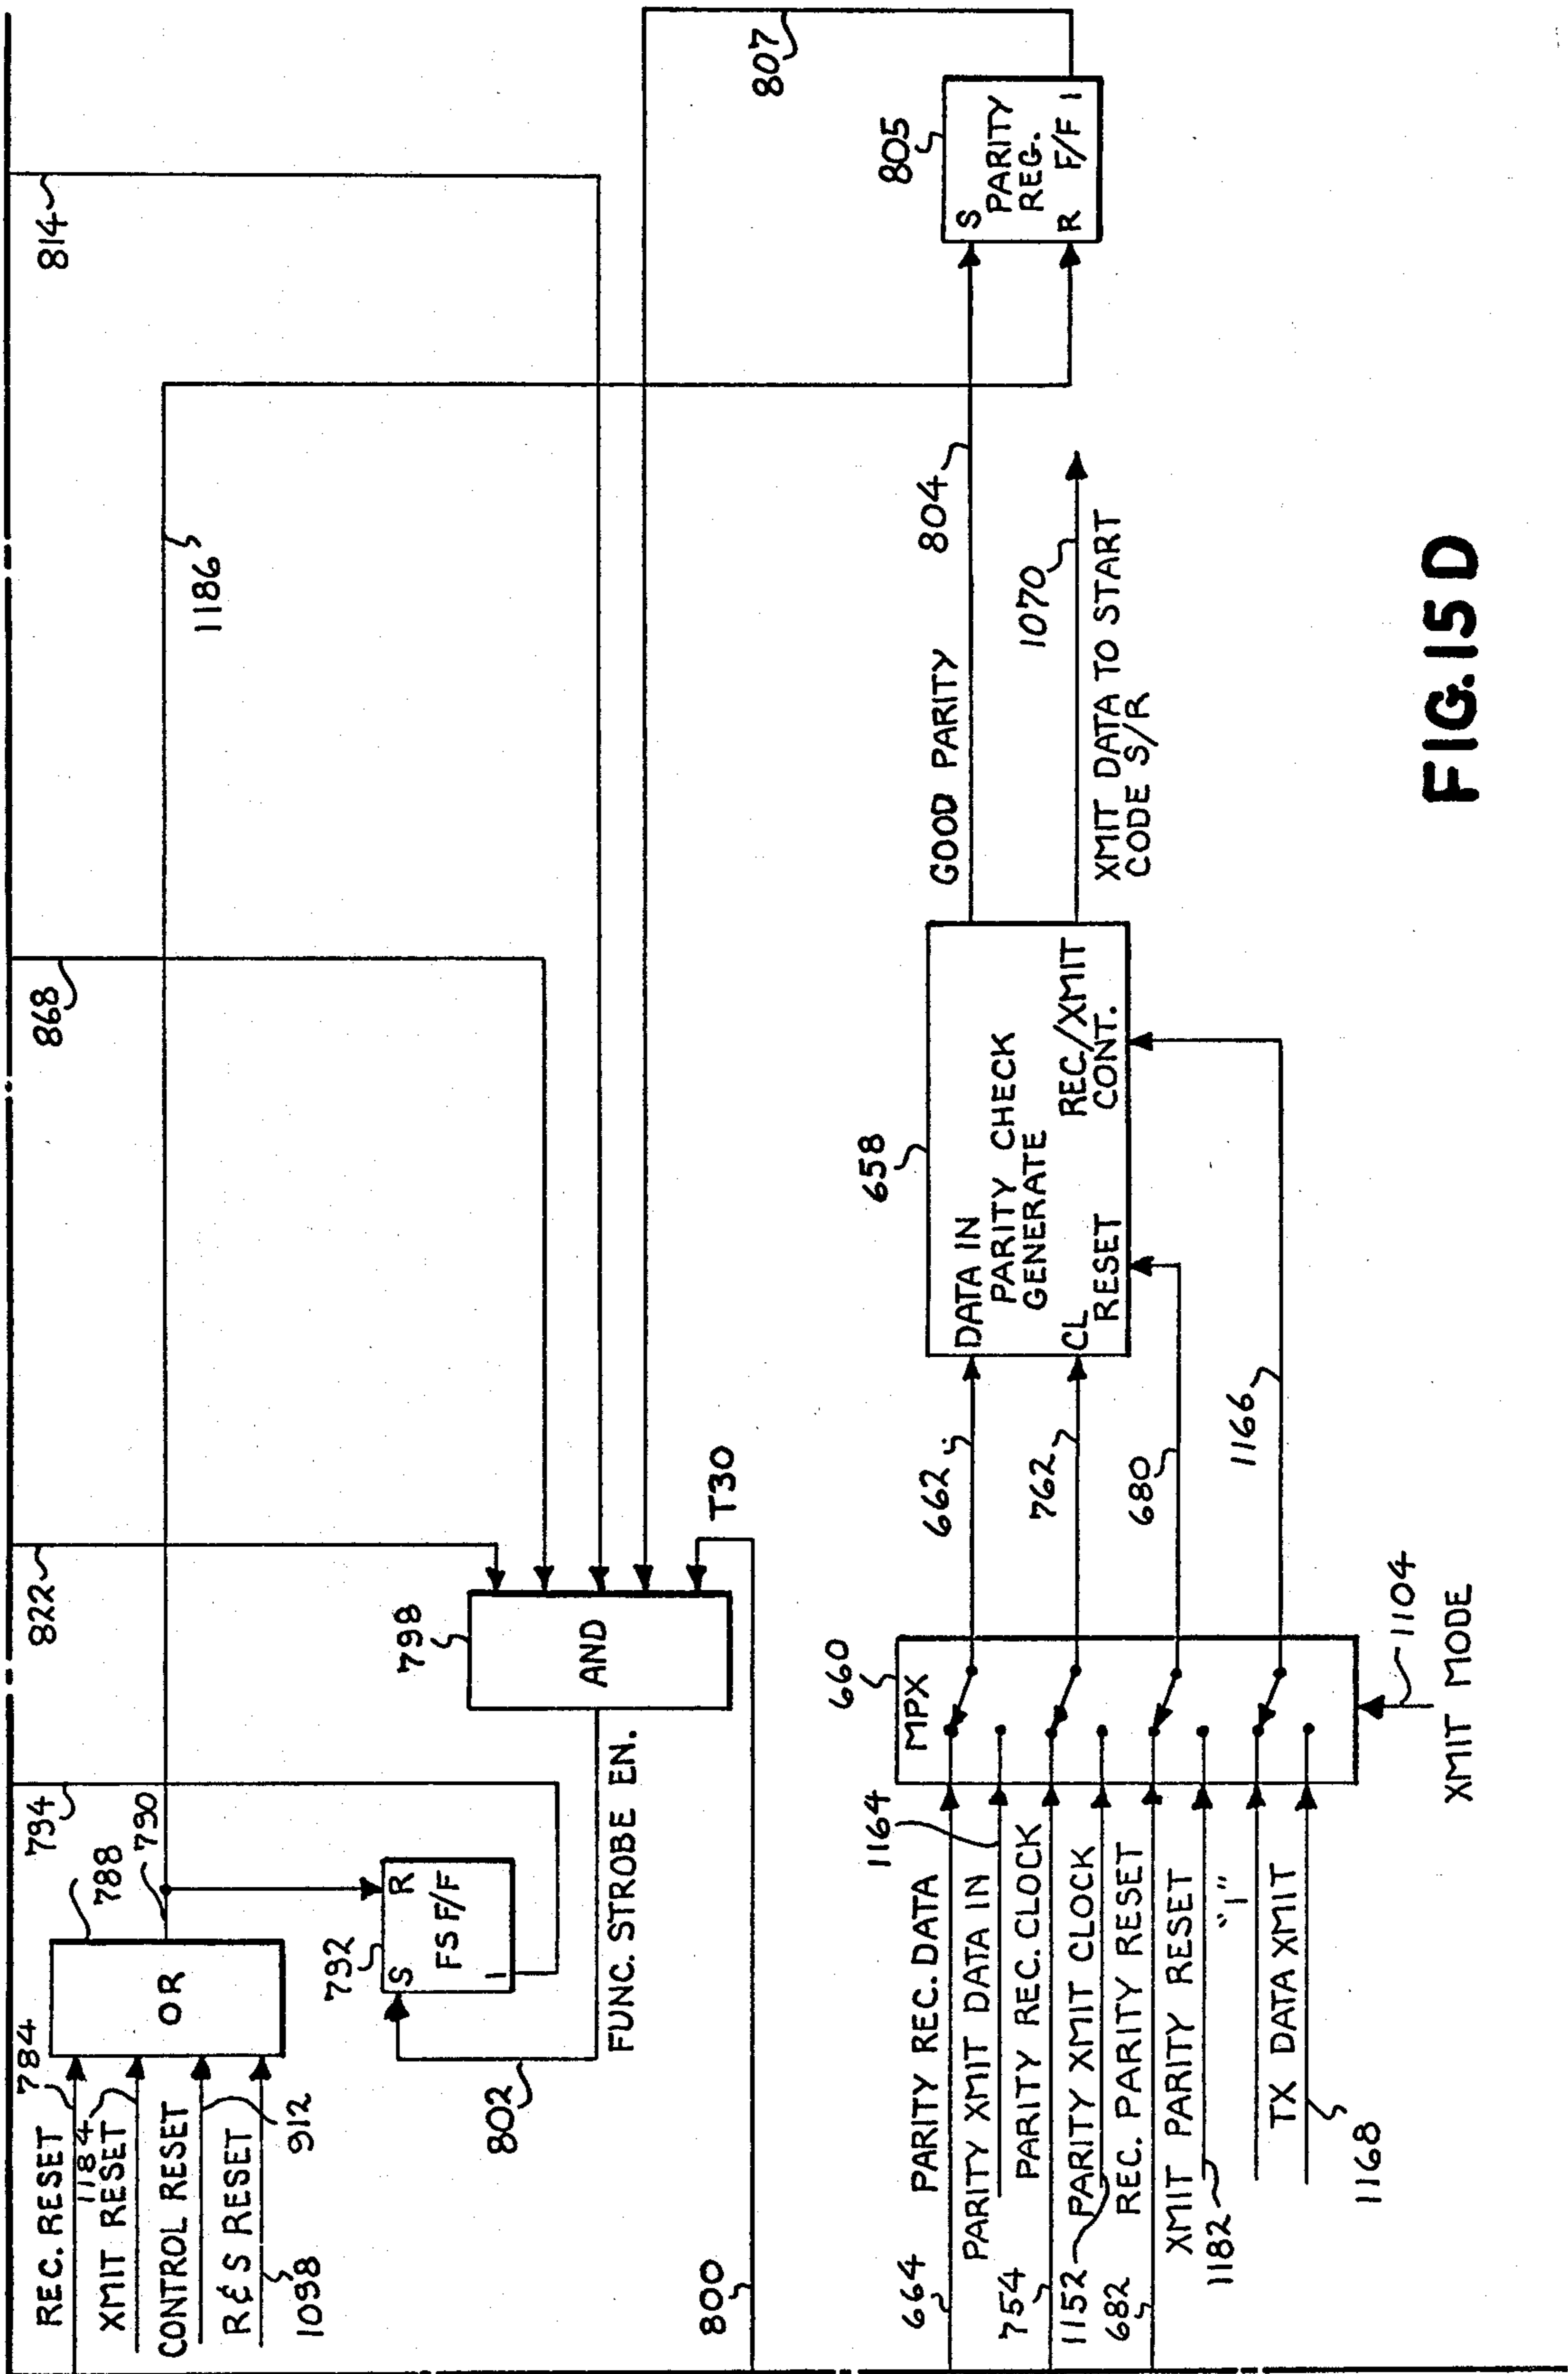 REC. RESET
784
XMIT RESET
1184
CONTROL RESET
R & S RESET
912
1098
OR
788
790
794
792
S
R
FS F/F
1
802
FUNC. STROBE EN.
AND
798
822
868
814
1186
807
800
T30
805
S
PARITY
REG.
R F/F 1
664
PARITY REC. DATA
PARITY XMIT DATA IN
1164
754
PARITY REC. CLOCK
1152
PARITY XMIT CLOCK
682
REC. PARITY RESET
XMIT PARITY RESET
1182
"1"
TX DATA XMIT
1168
660
MPX
1104
XMIT MODE
662
762
680
1166
658
DATA IN
PARITY CHECK
GENERATE
CL
RESET
REC./XMIT
CONT.
GOOD PARITY
804
1070
XMIT DATA TO START
CODE S/R
FIG. 15D